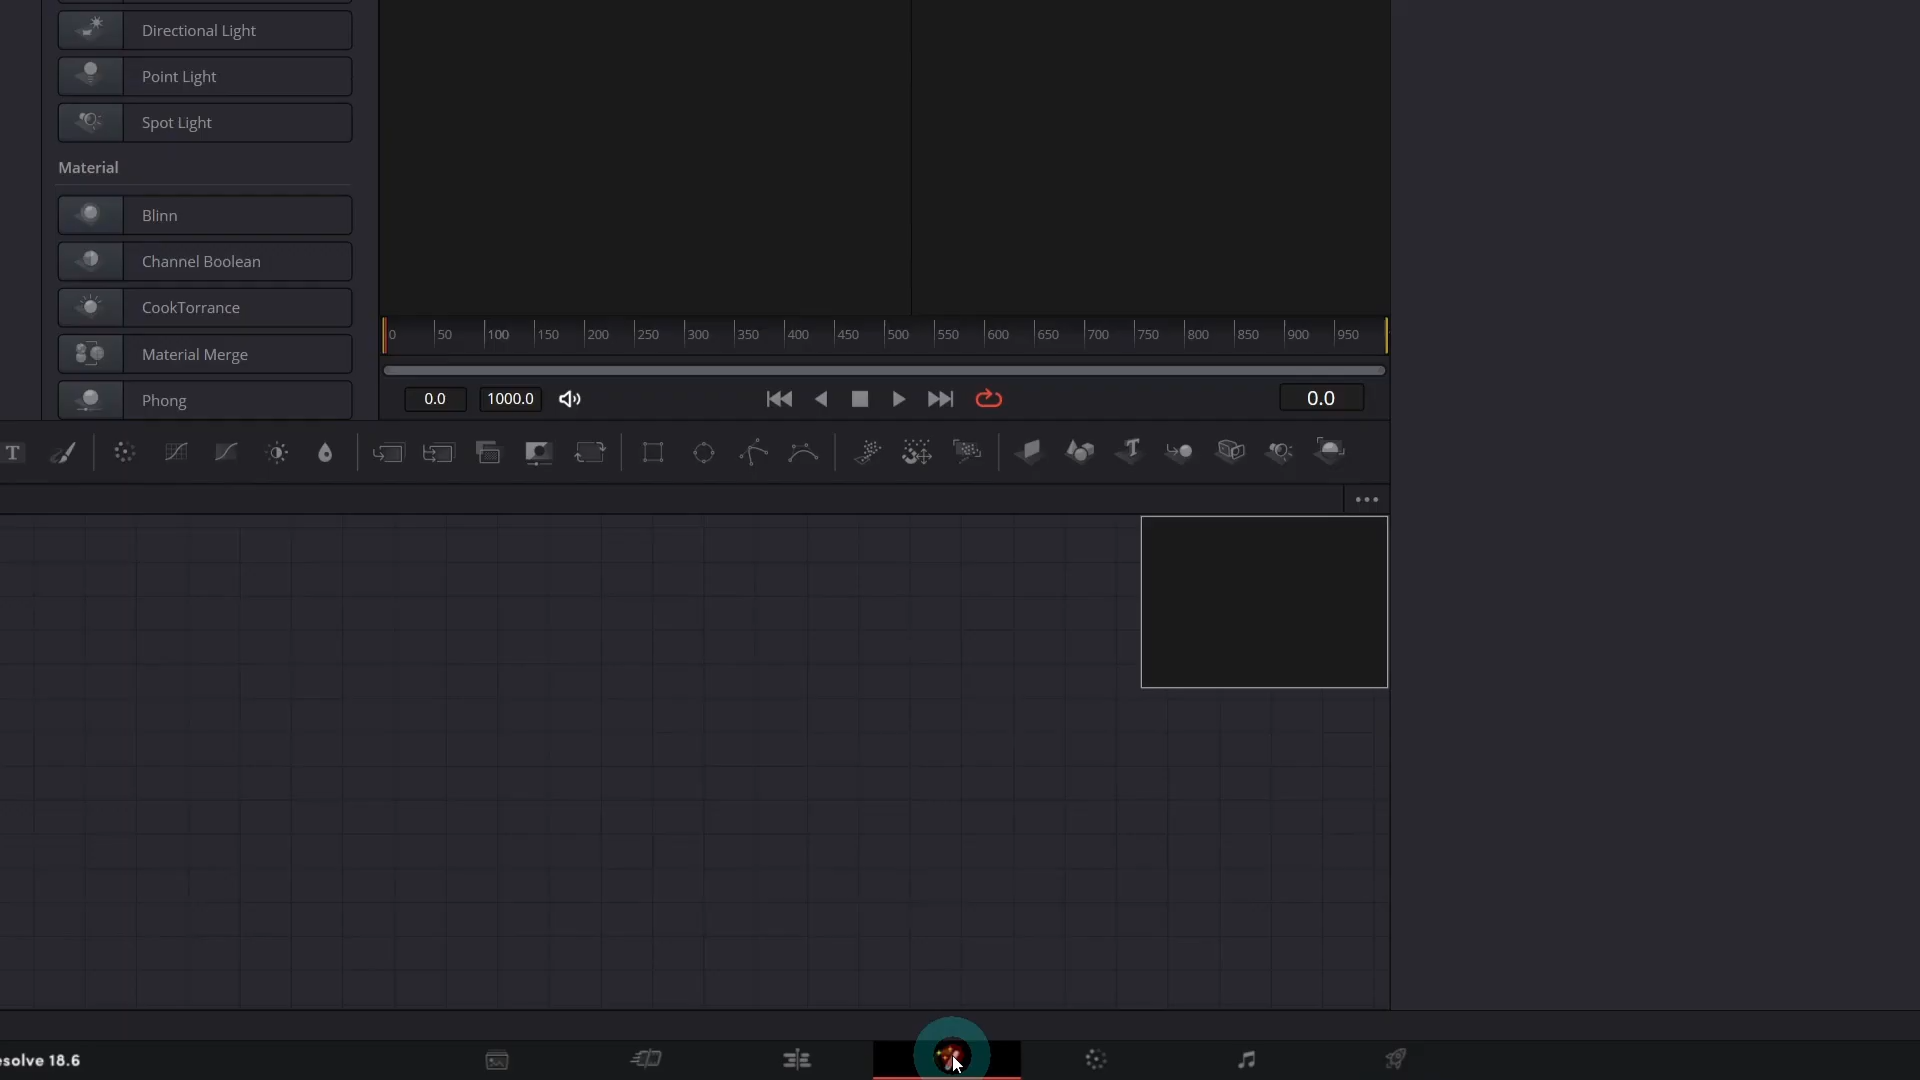 Directional Light
Point Light
Spot Light
Material
Blinn
Channel Boolean
CookTorrance
Material Merge
Phong
0 50 100 150 200 250 300 350 400 450 500 550 600 650 700 750 800 850 900 950
0.0 1000.0 0.0
T
esolve 18.6